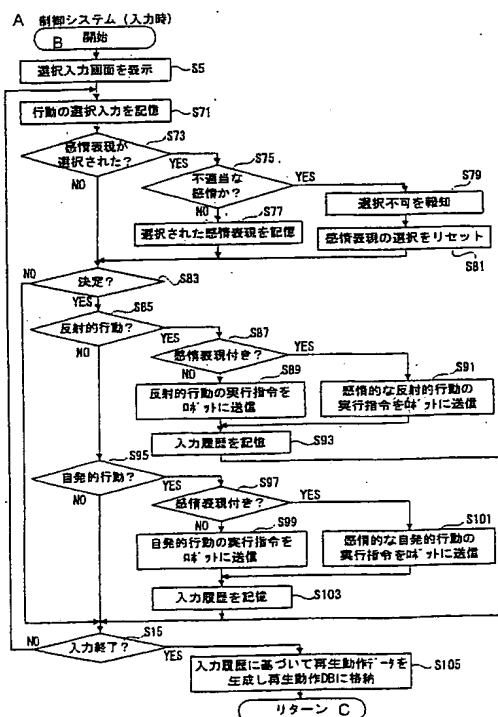 A 制御システム (入力時)
B 開始
選択入力画面を表示
S5
行動の選択入力を記憶
S71
感情表現が
選択された?
S73
YES
NO
不適当な
感情か?
S75
YES
NO
S79
選択不可を報知
S77
選択された感情表現を記憶
感情表現の選択をリセット
S81
NO
決定?
S83
YES
S85
反射的行動?
YES
NO
S87
感情表現付き?
YES
NO
S89
反射的行動の実行指令を
ロボットに送信
S91
感情的な反射的行動の
実行指令をロボットに送信
入力履歴を記憶
S93
S95
自発的行動?
YES
NO
S97
感情表現付き?
YES
NO
S99
自発的行動の実行指令を
ロボットに送信
S101
感情的な自発的行動の
実行指令をロボットに送信
入力履歴を記憶
S103
NO
入力終了?
S15
YES
入力履歴に基づいて再生動作データを
生成し再生動作DBに格納
S105
リターン C